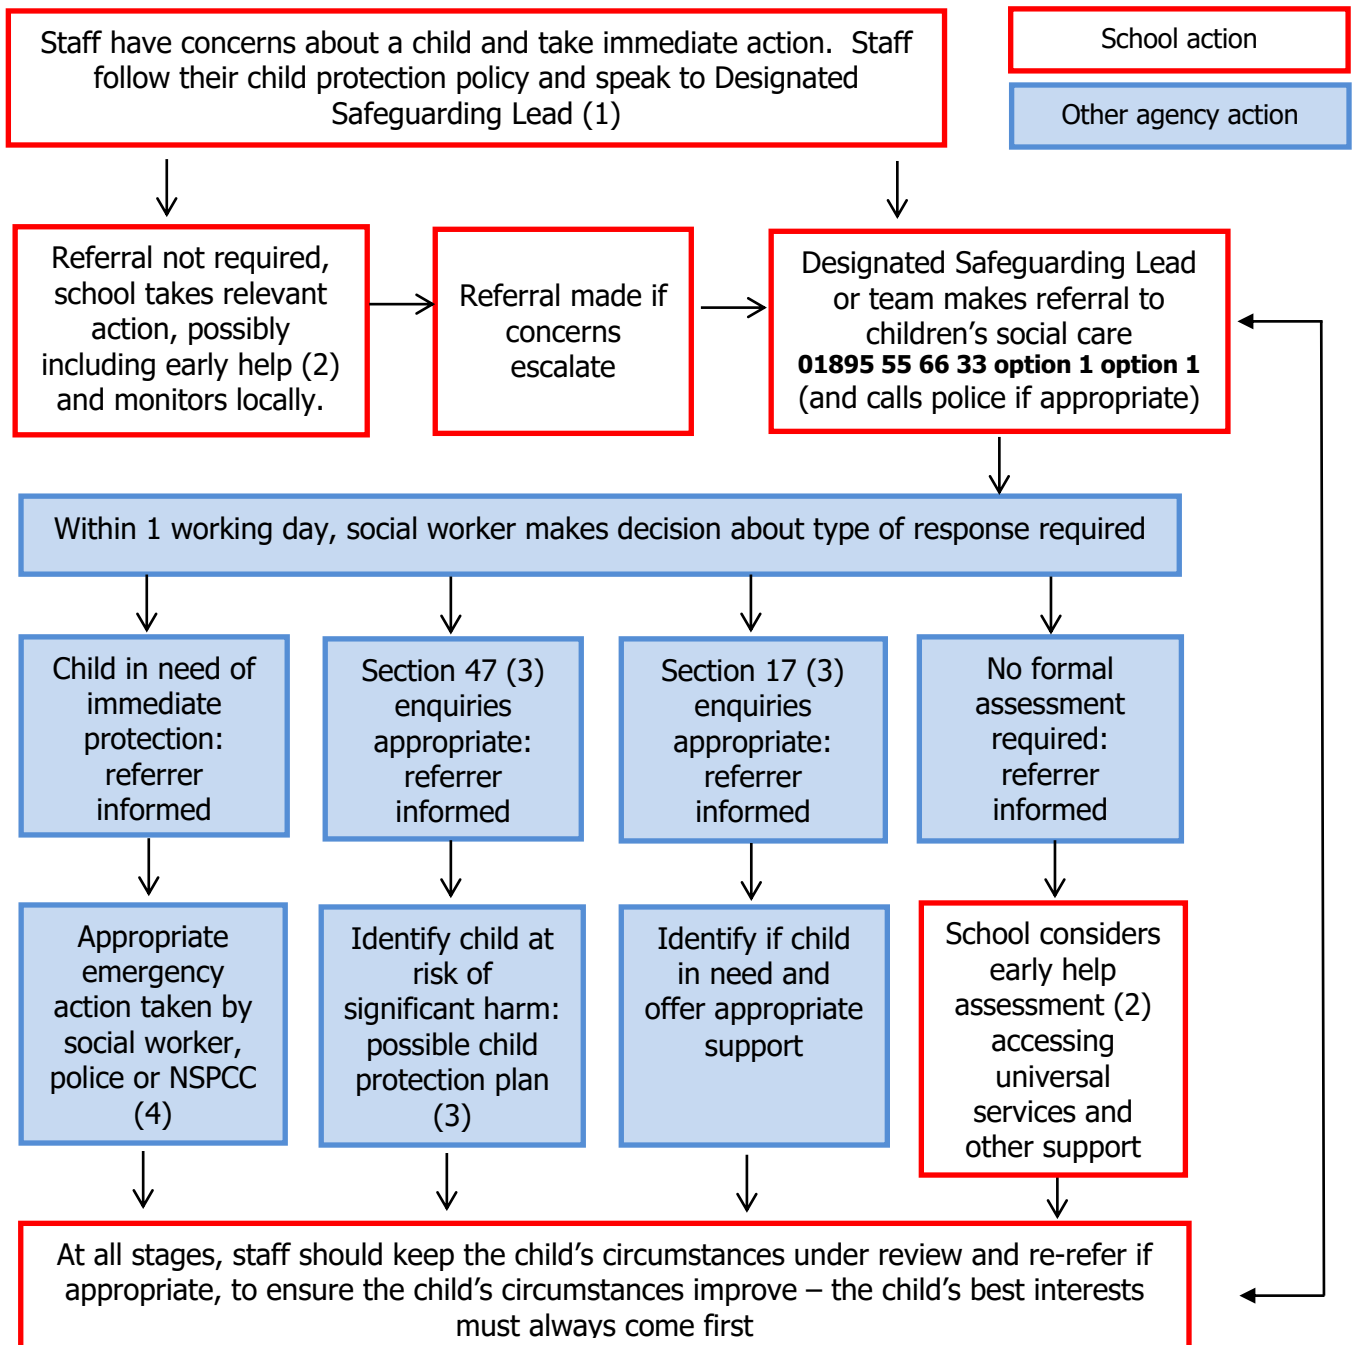 Staff have concerns about a child and take immediate action.  Staff
follow their child protection policy and speak to Designated
Safeguarding Lead (1)
School action
Other agency action
Referral not required,
school takes relevant
action, possibly
including early help (2)
and monitors locally.
Referral made if
concerns
escalate
Designated Safeguarding Lead
or team makes referral to
children’s social care
01895 55 66 33 option 1 option 1
(and calls police if appropriate)
Within 1 working day, social worker makes decision about type of response required
Child in need of
immediate
protection:
referrer
informed
Section 47 (3)
enquiries
appropriate:
referrer
informed
Section 17 (3)
enquiries
appropriate:
referrer
informed
No formal
assessment
required:
referrer
informed
Appropriate
emergency
action taken by
social worker,
police or NSPCC
(4)
Identify child at
risk of
significant harm:
possible child
protection plan
(3)
Identify if child
in need and
offer appropriate
support
School considers
early help
assessment (2)
accessing
universal
services and
other support
At all stages, staff should keep the child’s circumstances under review and re-refer if
appropriate, to ensure the child’s circumstances improve – the child’s best interests
must always come first